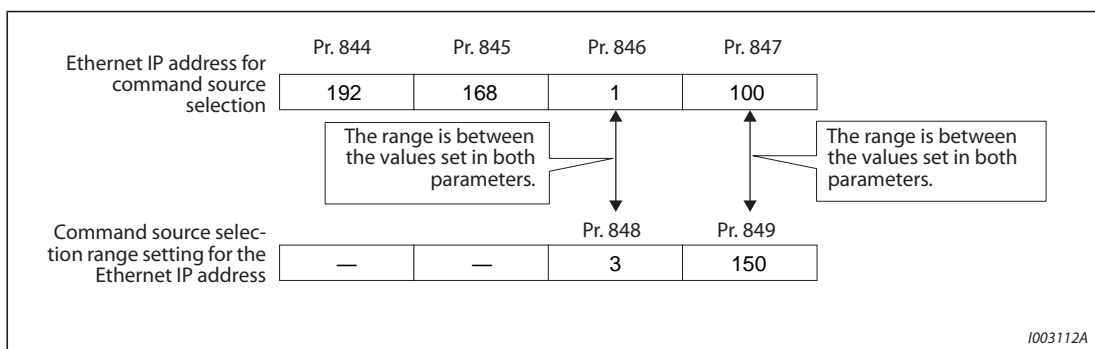 Pr. 844 Pr. 845 Pr. 846 Pr. 847
Ethernet IP address for
command source
selection
192 168 1 100
The range is between
the values set in both
parameters.
The range is between
the values set in both
parameters.
Pr. 848 Pr. 849
Command source selec-
tion range setting for the
Ethernet IP address
— — 3 150
I003112A